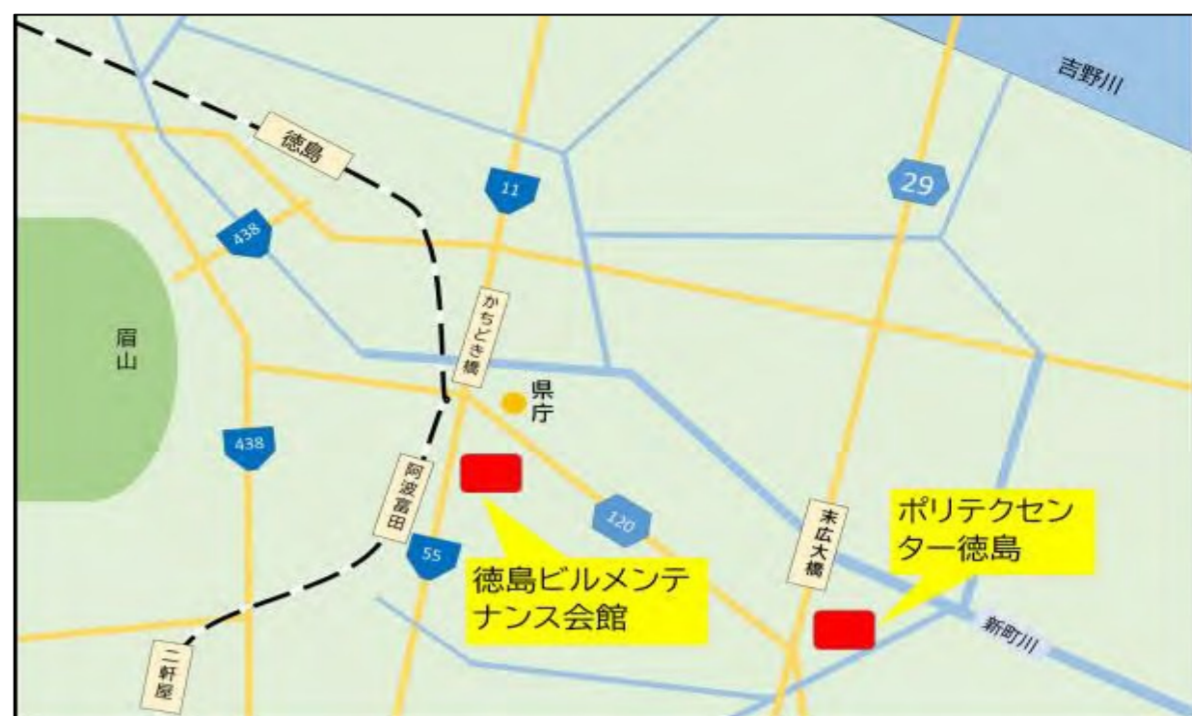 吉野川
徳島
11
29
438
かちどき橋
眉山
県庁
438
阿波富田
120
末広大橋
ポリテクセン
ター徳島
55
徳島ビルメンテ
ナンス会館
新町川
二軒屋